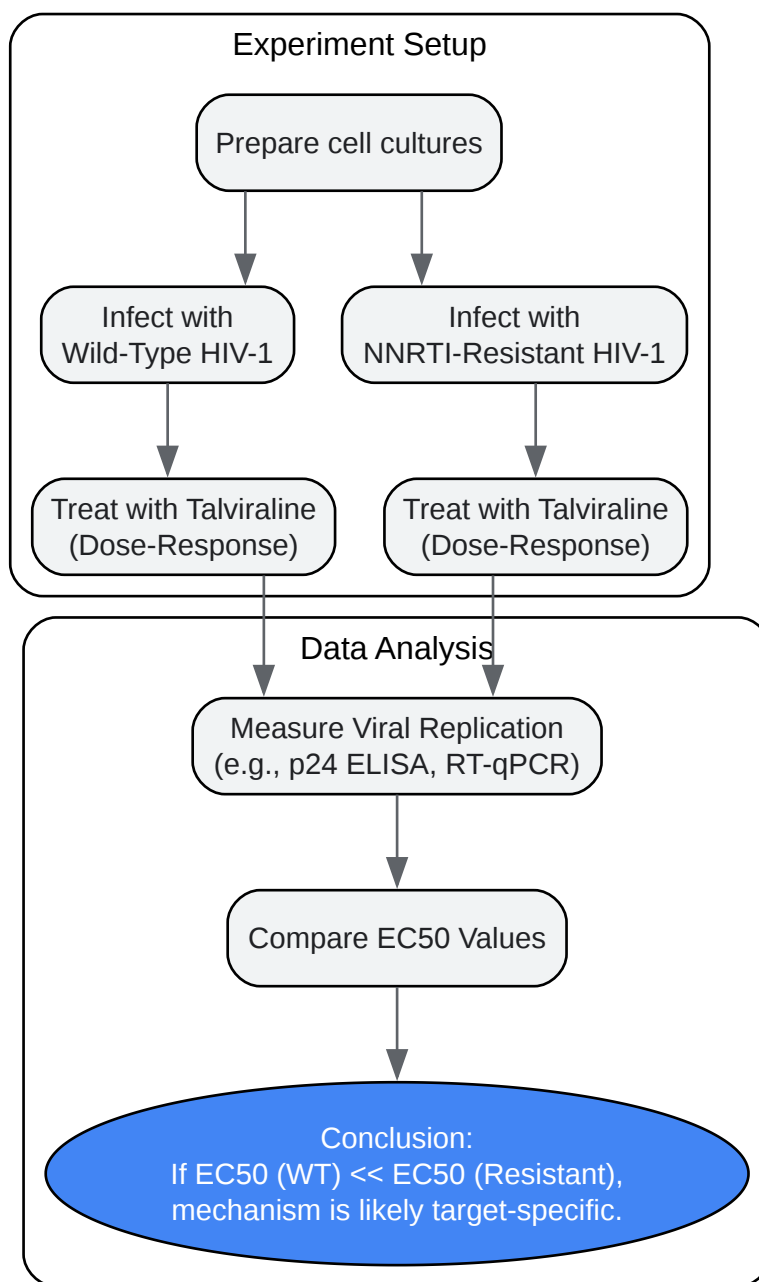 Experiment Setup
Prepare cell cultures
Infect with
Wild-Type HIV-1
Infect with
NNRTI-Resistant HIV-1
Treat with Talviraline
(Dose-Response)
Treat with Talviraline
(Dose-Response)
Data Analysis
Measure Viral Replication
(e.g., p24 ELISA, RT-qPCR)
Compare EC50 Values
Conclusion:
If EC50 (WT) << EC50 (Resistant),
mechanism is likely target-specific.